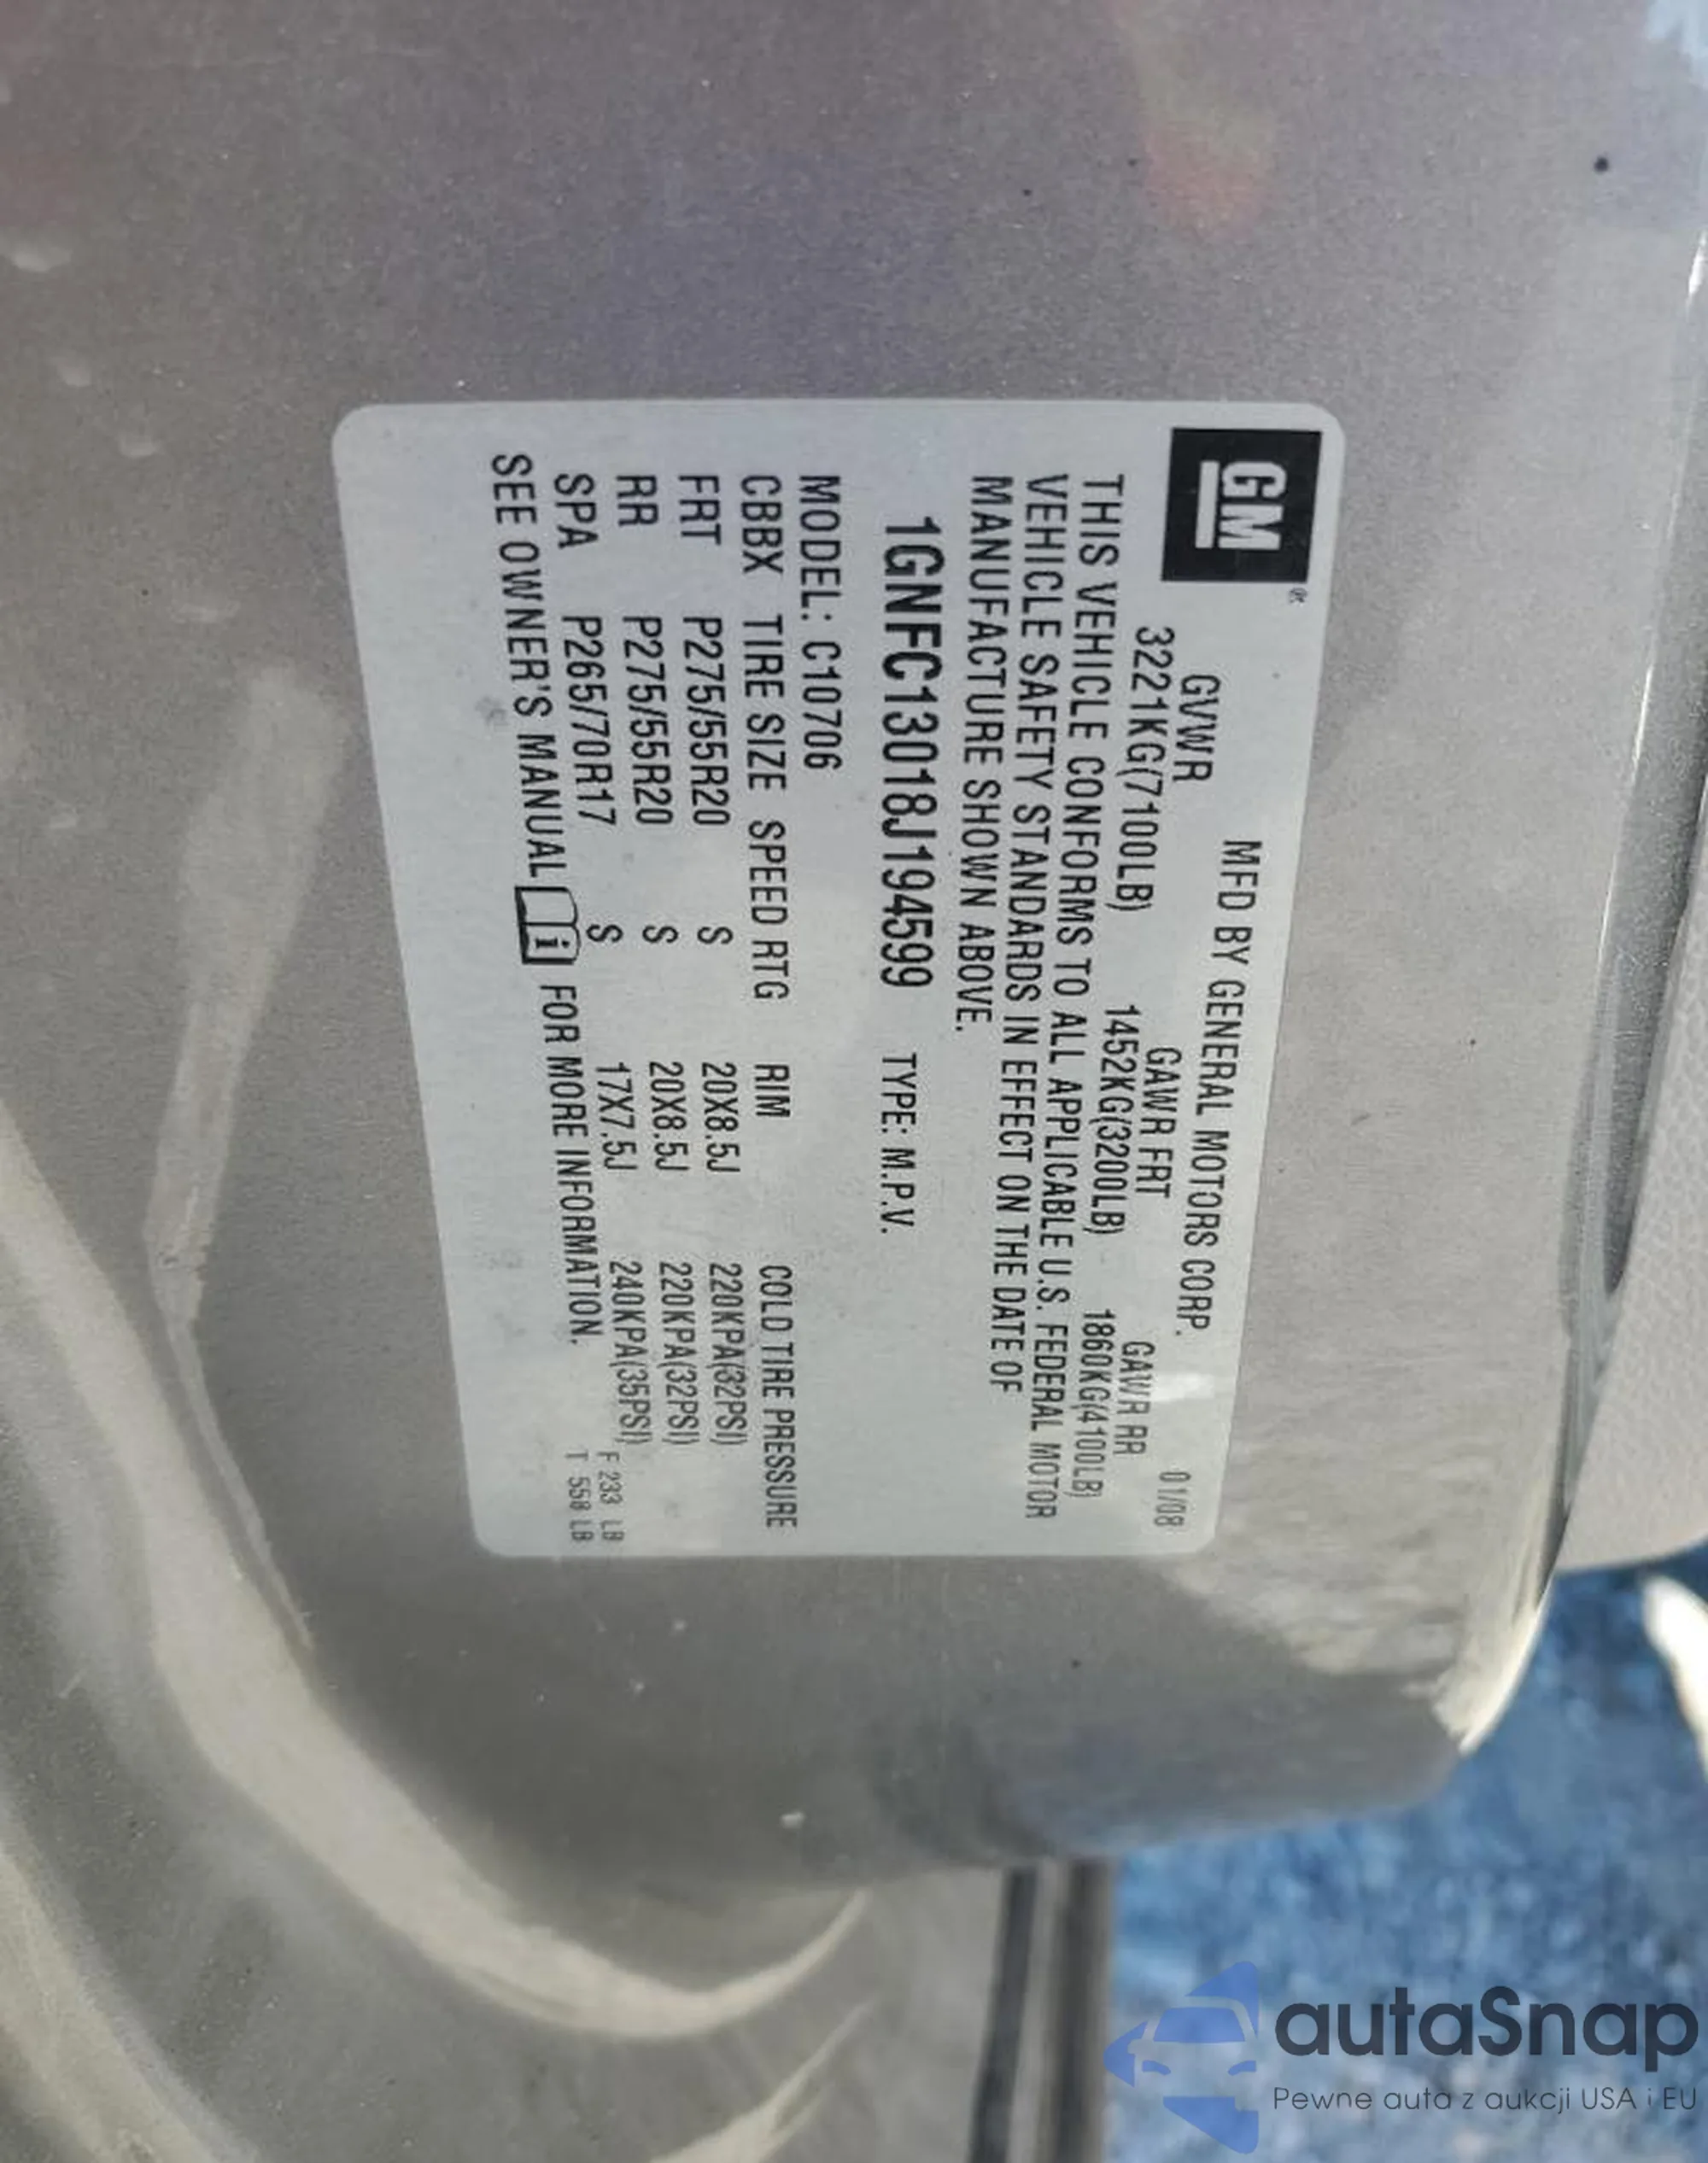 GM
MFD BY GENERAL MOTORS CORP. 01/08
GVWR GAWR FRT GAWR RR
3221KG(7100LB) 1452KG(3200LB) 1860KG(4100LB)
THIS VEHICLE CONFORMS TO ALL APPLICABLE U.S. FEDERAL MOTOR
VEHICLE SAFETY STANDARDS IN EFFECT ON THE DATE OF
MANUFACTURE SHOWN ABOVE.
1GNFC13018J194599 TYPE: M.P.V.
MODEL: C10706
CBBX TIRE SIZE SPEED RTG RIM COLD TIRE PRESSURE
FRT P275/55R20 S 20X8.5J 220KPA(32PSI)
RR P275/55R20 S 20X8.5J 220KPA(32PSI)
SPA P265/70R17 S 17X7.5J 240KPA(35PSI) F 233 LB
SEE OWNER'S MANUAL i FOR MORE INFORMATION. T 558 LB
autaSnap
Pewne auta z aukcji USA i EU